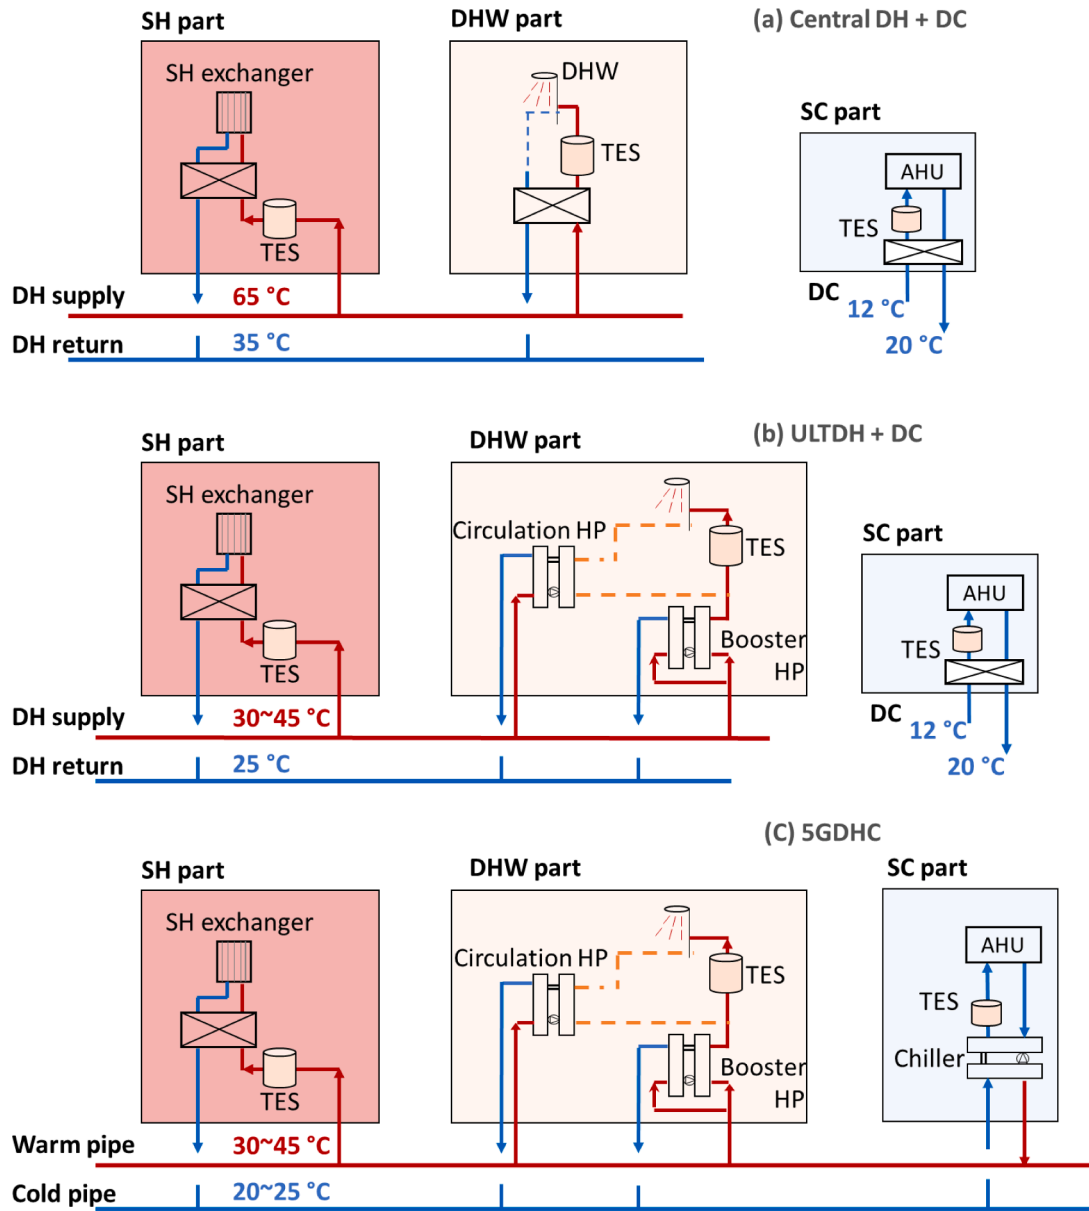 (a) Central DH + DC
SH part
DHW part
SH exchanger
DHW
TES
TES
SC part
AHU
TES
DC
12 °C
20 °C
DH supply
65 °C
DH return
35 °C
(b) ULTDH + DC
SH part
DHW part
SH exchanger
Circulation HP
TES
Booster
HP
TES
SC part
AHU
TES
DC
12 °C
20 °C
DH supply
30~45 °C
DH return
25 °C
(C) 5GDHC
SH part
DHW part
SC part
SH exchanger
Circulation HP
TES
Booster
HP
TES
AHU
TES
Chiller
Warm pipe
30~45 °C
Cold pipe
20~25 °C